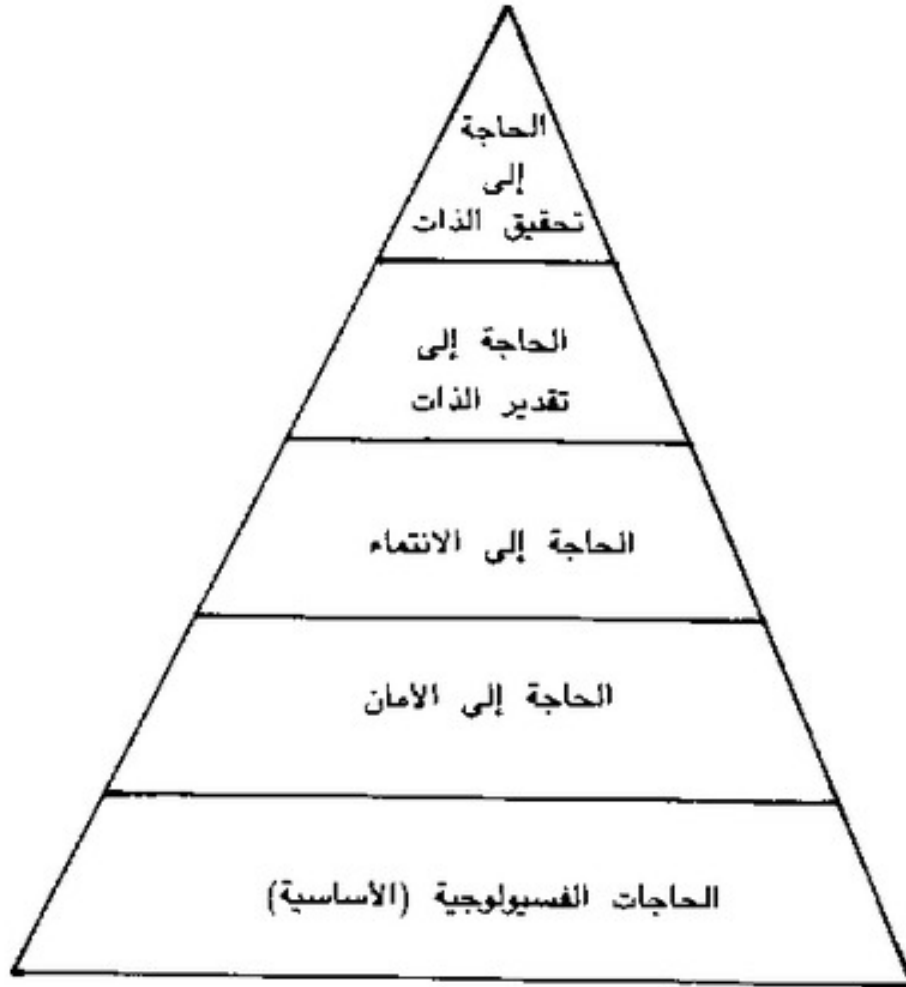 الحاجة
إلى
تحقيق الذات
الحاجة إلى
تقدير الذات
الحاجة إلى الانتماء
الحاجة إلى الأمان
الحاجات الفسيولوجية (الأساسية)